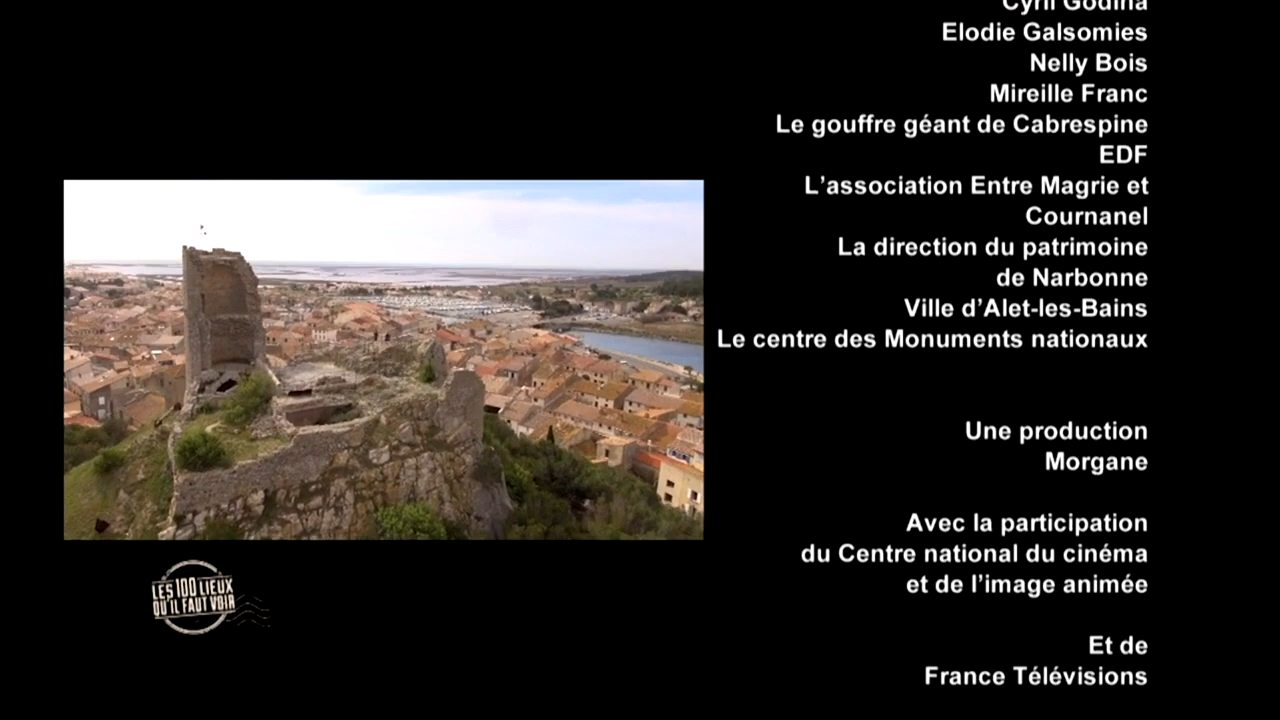 Cyril Godina
Elodie Galsomies
Nelly Bois
Mireille Franc
Le gouffre géant de Cabrespine
EDF
L’association Entre Magrie et
Cournanel
La direction du patrimoine
de Narbonne
Ville d’Alet-les-Bains
Le centre des Monuments nationaux
Une production
Morgane
Avec la participation
du Centre national du cinéma
et de l’image animée
Et de
France Télévisions
LES 100 LIEUX
QU'IL FAUT VOIR